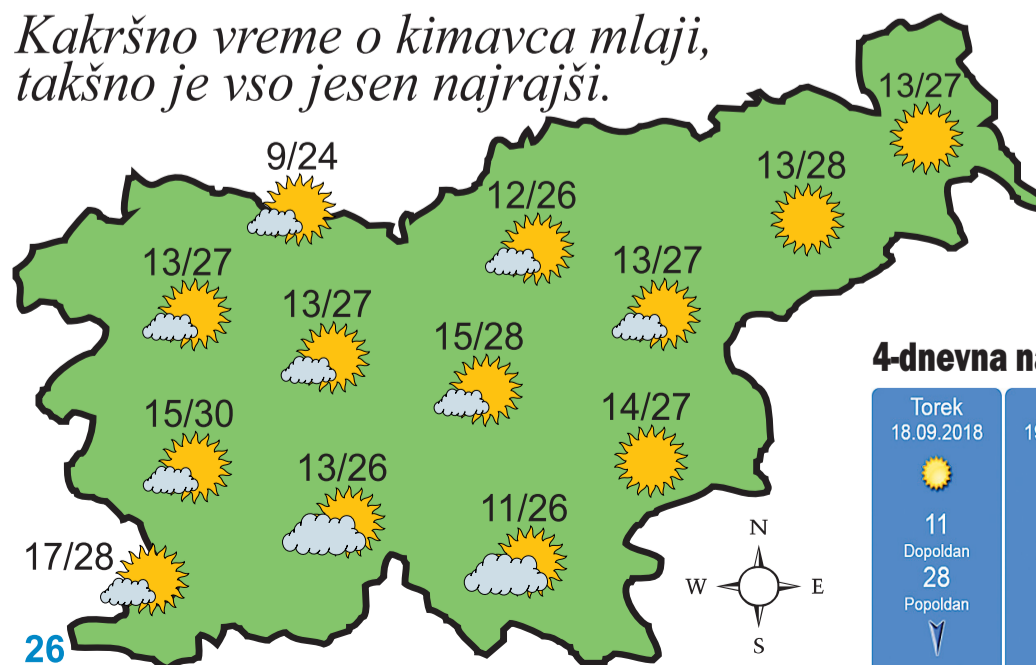 Kakršno vreme o kimavca mlaji,
takšno je vso jesen najrajši.
13/27
9/24
13/28
12/26
13/27
13/27
13/27
15/28
15/30
14/27
13/26
11/26
17/28
N
W
E
S
26
4-dnevna
Torek
18.09.2018
11
Dopoldan
28
Popoldan